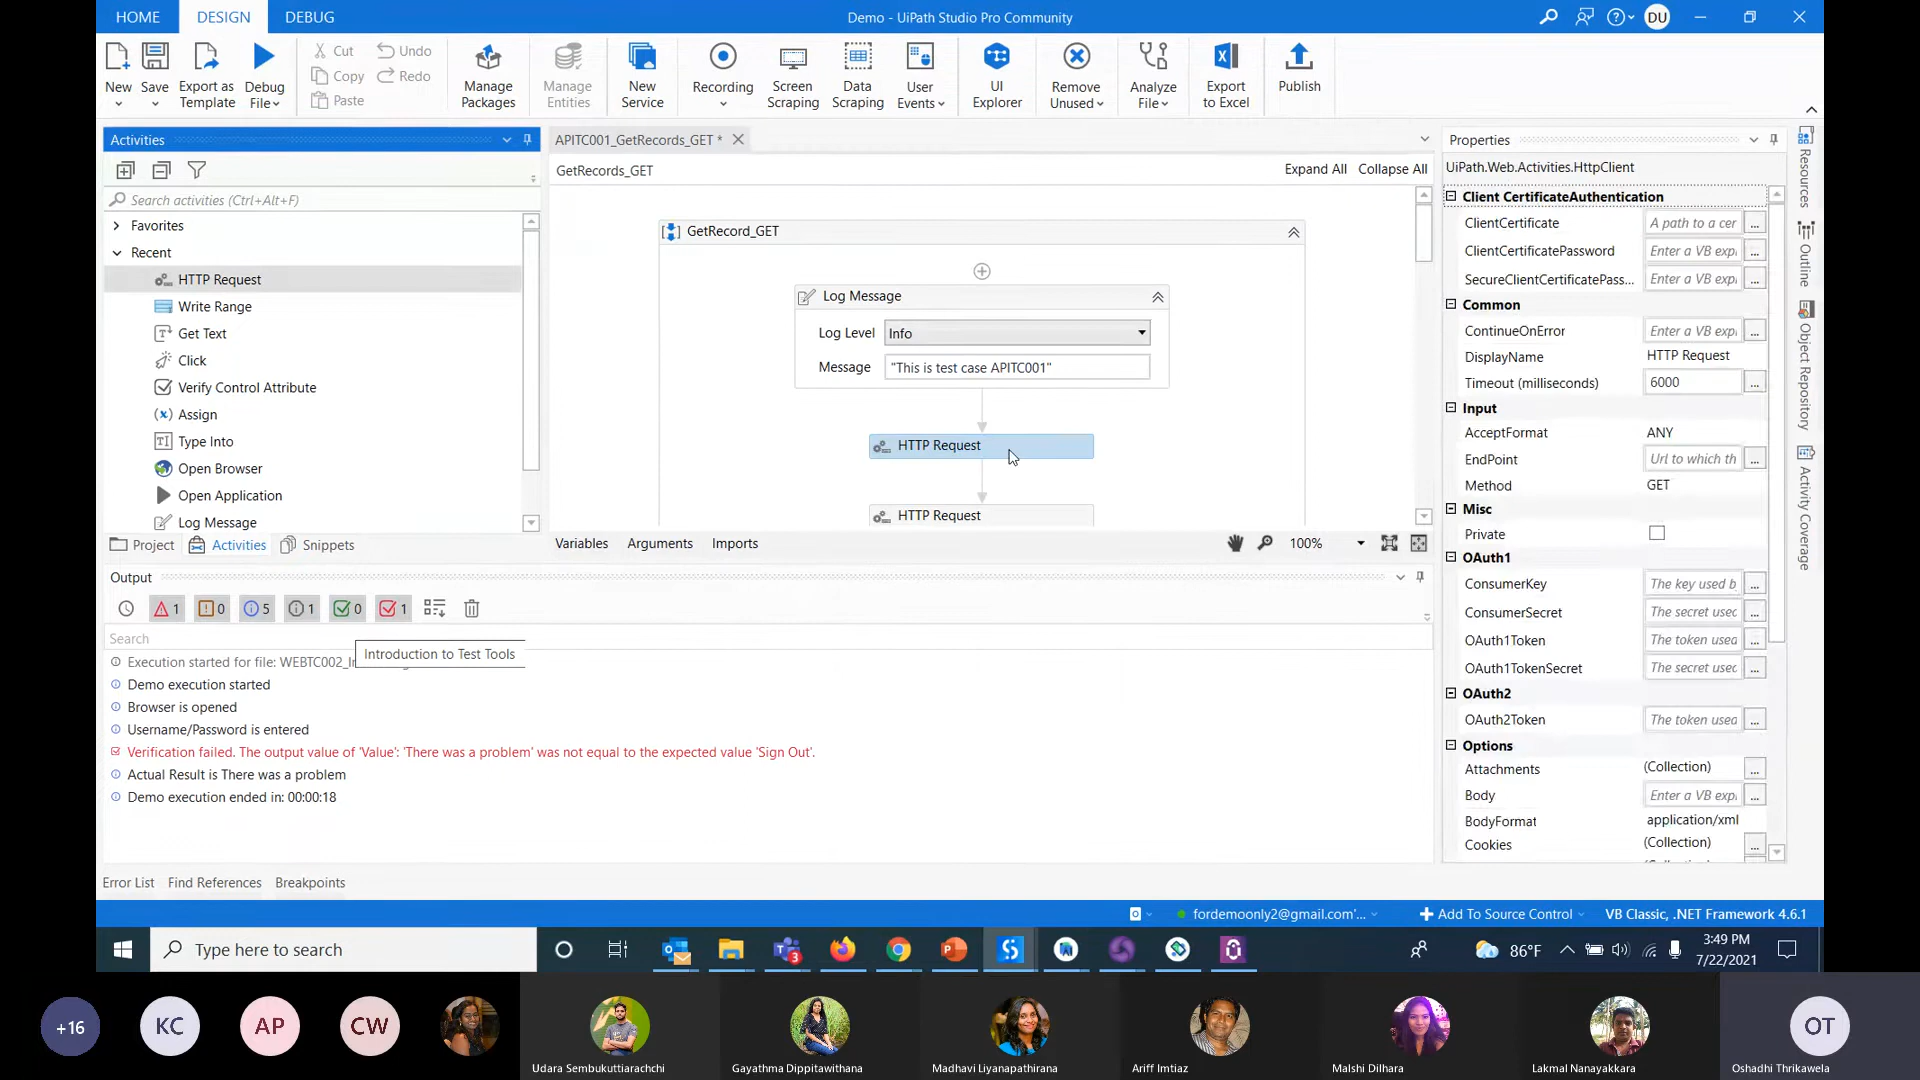 HOME DESIGN DEBUG Demo - UiPath Studio Pro Community DU
New Save Export as Template Debug File Cut Copy Paste Undo Redo Manage Packages Manage Entities New Service Recording Screen Scraping Data Scraping User Events UI Explorer Remove Unused Analyze File Export to Excel Publish
Activities
Search activities (Ctrl+Alt+F)
Favorites
Recent
HTTP Request
Write Range
Get Text
Click
Verify Control Attribute
Assign
Type Into
Open Browser
Open Application
Log Message
Project Activities Snippets
APITC001_GetRecords_GET *
GetRecords_GET Expand All Collapse All
GetRecord_GET
Log Message
Log Level Info
Message "This is test case APITC001"
HTTP Request
HTTP Request
Variables Arguments Imports 100%
Properties
UiPath.Web.Activities.HttpClient
Client CertificateAuthentication
ClientCertificate A path to a cer ...
ClientCertificatePassword Enter a VB expi ...
SecureClientCertificatePass... Enter a VB expi ...
Common
ContinueOnError Enter a VB expi ...
DisplayName HTTP Request
Timeout (milliseconds) 6000 ...
Input
AcceptFormat ANY
EndPoint Url to which th ...
Method GET
Misc
Private
OAuth1
ConsumerKey The key used b ...
ConsumerSecret The secret usec ...
OAuth1Token The token usea ...
OAuth1TokenSecret The secret usec ...
OAuth2
OAuth2Token The token usea ...
Options
Attachments (Collection) ...
Body Enter a VB expi ...
BodyFormat application/xml
Cookies (Collection) ...
Resources
Outline
Object Repository
Activity Coverage
Output
1 0 5 1 0 1
Search
Introduction to Test Tools
Execution started for file: WEBTC002_I
Demo execution started
Browser is opened
Username/Password is entered
Verification failed. The output value of 'Value': 'There was a problem' was not equal to the expected value 'Sign Out'.
Actual Result is There was a problem
Demo execution ended in: 00:00:18
Error List Find References Breakpoints
fordemoonly2@gmail.com'... Add To Source Control VB Classic, .NET Framework 4.6.1
Type here to search 3 86°F 3:49 PM
7/22/2021
+16 KC AP CW OT
Udara Sembukuttiarachchi Gayathma Dippitawithana Madhavi Liyanapathirana Ariff Imtiaz Malshi Dilhara Lakmal Nanayakkara Oshadhi Thrikawela